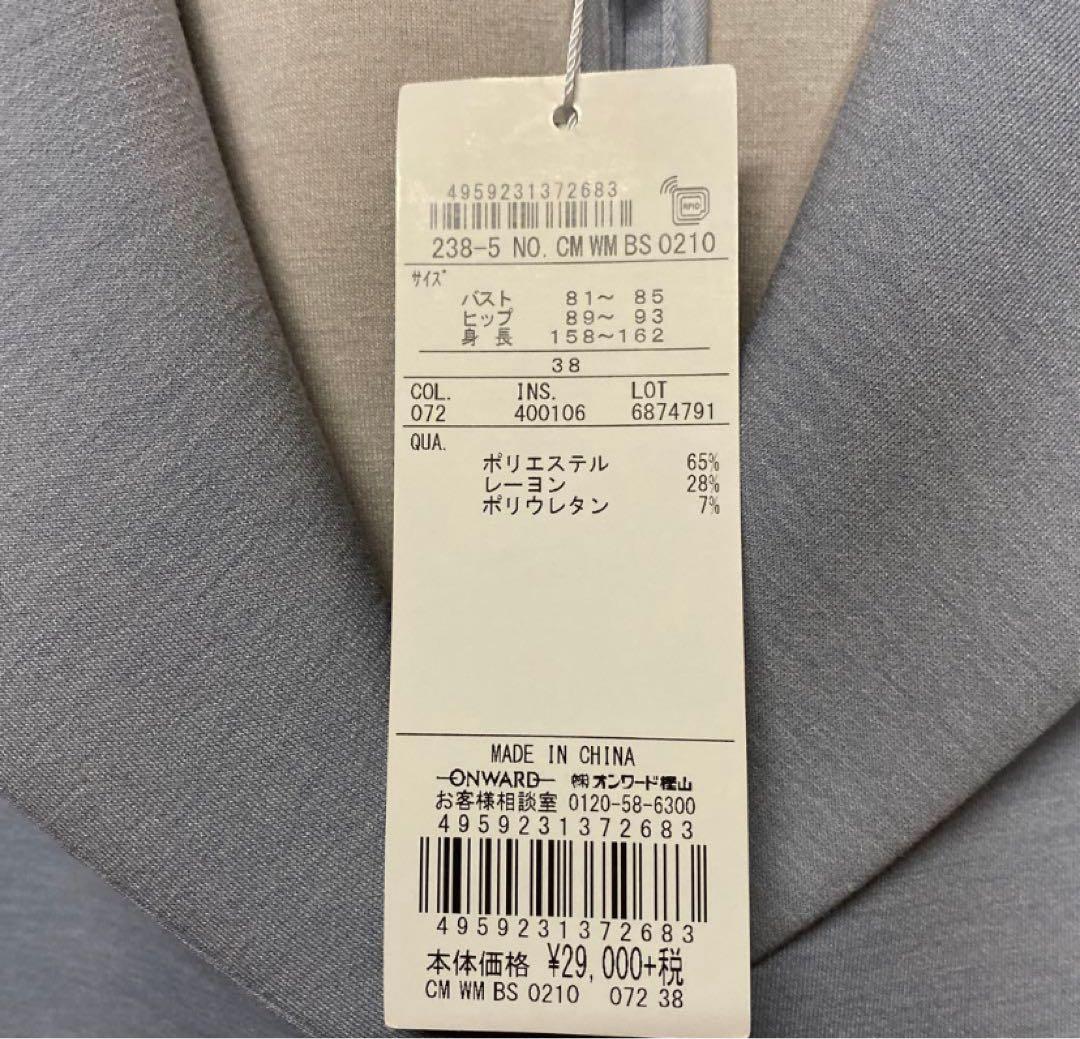 4959231372683
RFID
238-5 NO. CM WM BS 0210
サイズ
バスト 81～ 85
ヒップ 89～ 93
身長 158～162
38
COL. INS. LOT
072 400106 6874791
QUA.
ポリエステル 65%
レーヨン 28%
ポリウレタン 7%
MADE IN CHINA
ONWARD ㈱オンワード樫山
お客様相談室 0120-58-6300
4959231372683
4959231372683
本体価格 ¥29,000+税
CM WM BS 0210 072 38